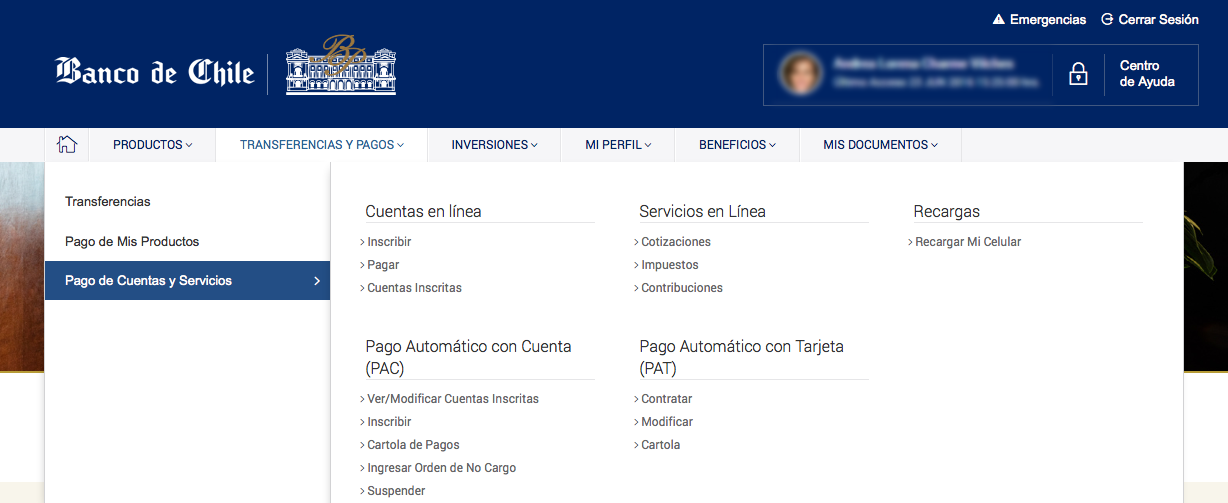 Emergencias
Cerrar Sesión
Banco de Chile
Centro
de Ayuda
PRODUCTOS
TRANSFERENCIAS Y PAGOS
INVERSIONES
MI PERFIL
BENEFICIOS
MIS DOCUMENTOS
Transferencias
Pago de Mis Productos
Pago de Cuentas y Servicios
Cuentas en línea
Inscribir
Pagar
Cuentas Inscritas
Servicios en Línea
Cotizaciones
Impuestos
Contribuciones
Recargas
Recargar Mi Celular
Pago Automático con Cuenta
(PAC)
Ver/Modificar Cuentas Inscritas
Inscribir
Cartola de Pagos
Ingresar Orden de No Cargo
Suspender
Pago Automático con Tarjeta
(PAT)
Contratar
Modificar
Cartola